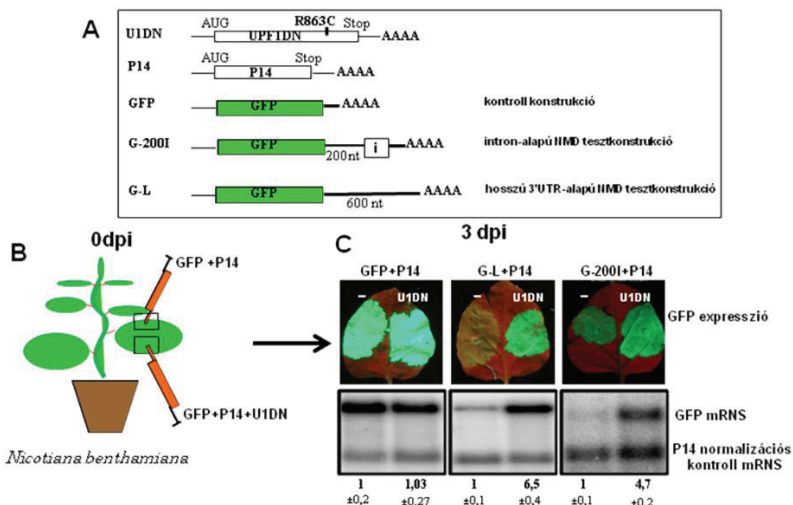 A
U1DN AUG R863C Stop UPF1DN AAAA
P14 AUG Stop P14 AAAA
GFP GFP AAAA kontroll konstrukció
G-200I GFP 200nt i AAAA intron-alapú NMD tesztkonstrukció
G-L GFP 600 nt AAAA hosszú 3'UTR-alapú NMD tesztkonstrukció
B
0dpi
GFP +P14
GFP+P14+U1DN
Nicotiana benthamiana
C
3 dpi
GFP+P14 G-L+P14 G-200I+P14
– U1DN – U1DN – U1DN
GFP expresszió
GFP mRNS
P14 normalizációs
kontroll mRNS
1 1,03 1 6,5 1 4,7
±0,2 ±0,27 ±0,1 ±0,4 ±0,1 ±0,2